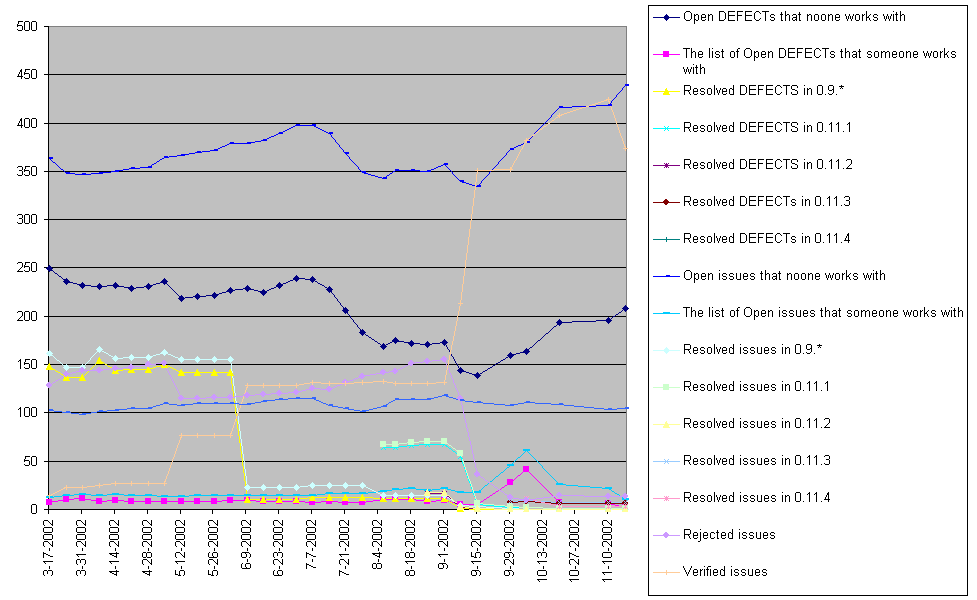 500
450
400
350
300
250
200
150
100
50
0
3-17-2002
3-31-2002
4-14-2002
4-28-2002
5-12-2002
5-26-2002
6-9-2002
6-23-2002
7-7-2002
7-21-2002
8-4-2002
8-18-2002
9-1-2002
9-15-2002
9-29-2002
10-13-2002
10-27-2002
11-10-2002
Open DEFECTs that noone works with
The list of Open DEFECTs that someone works
with
Resolved DEFECTS in 0.9.*
Resolved DEFECTS in 0.11.1
Resolved DEFECTS in 0.11.2
Resolved DEFECTs in 0.11.3
Resolved DEFECTs in 0.11.4
Open issues that noone works with
The list of Open issues that someone works with
Resolved issues in 0.9.*
Resolved issues in 0.11.1
Resolved issues in 0.11.2
Resolved issues in 0.11.3
Resolved issues in 0.11.4
Rejected issues
Verified issues